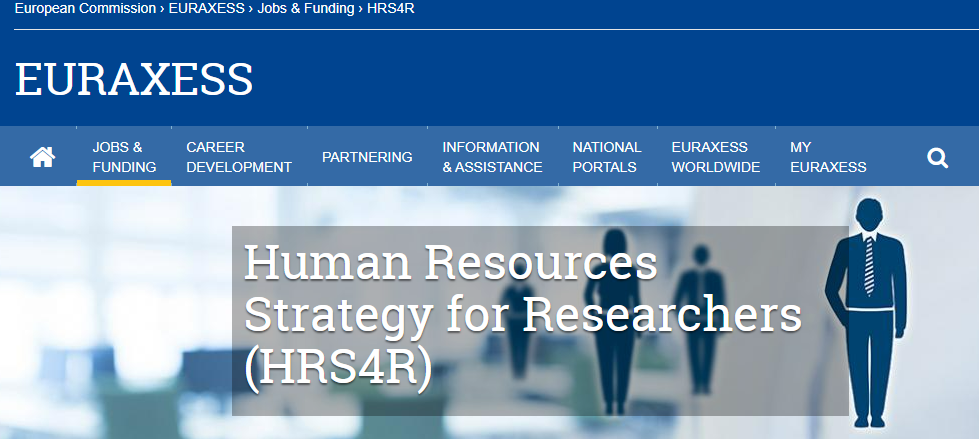 European Commission › EURAXESS › Jobs & Funding › HRS4R
EURAXESS
JOBS &
FUNDING
CAREER
DEVELOPMENT
PARTNERING
INFORMATION
& ASSISTANCE
NATIONAL
PORTALS
EURAXESS
WORLDWIDE
MY
EURAXESS
Human Resources
Strategy for Researchers
(HRS4R)